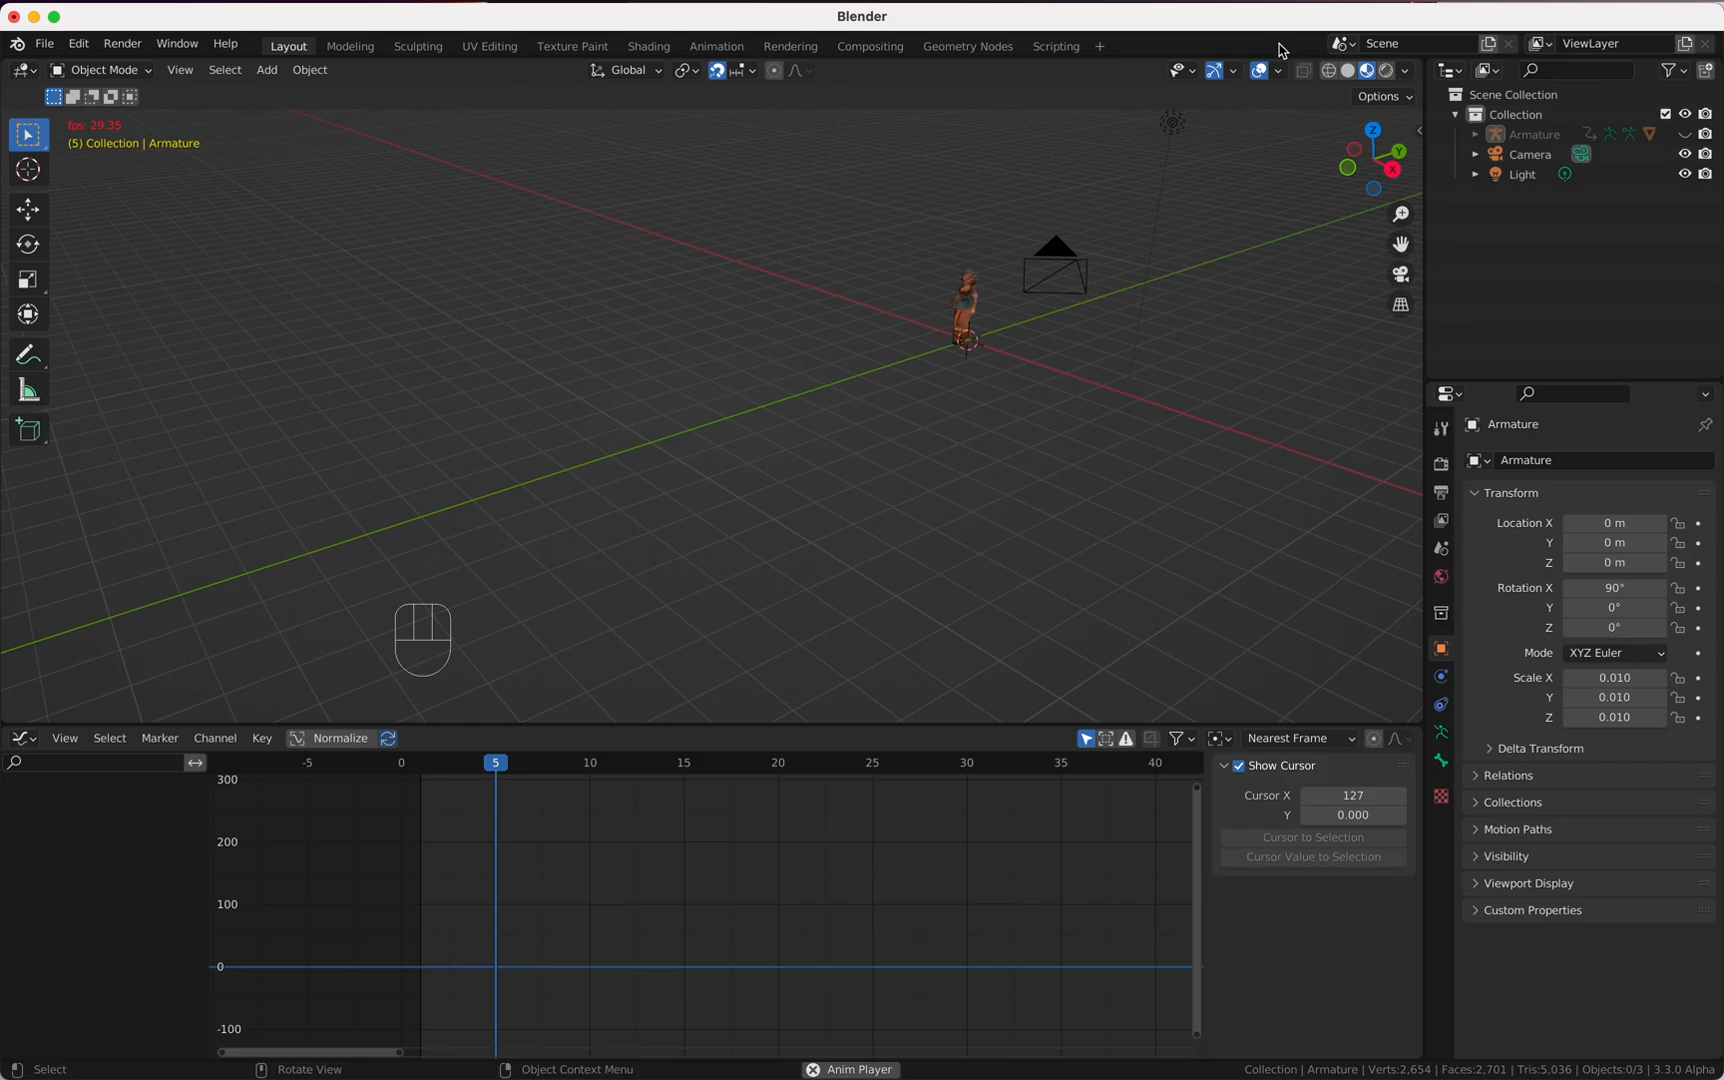 Blender
File Edit Render Window Help Layout Modeling Sculpting UV Editing Texture Paint Shading Animation Rendering Compositing Geometry Nodes Scripting + Scene ViewLayer
Object Mode View Select Add Object Global
Options
fps: 29.35
(5) Collection | Armature
Z
Y
X
Scene Collection
Collection
Armature
Camera
Light
Armature
Armature
Transform
Location X 0 m
Y 0 m
Z 0 m
Rotation X 90°
Y 0°
Z 0°
Mode XYZ Euler
Scale X 0.010
Y 0.010
Z 0.010
Delta Transform
Relations
Collections
Motion Paths
Visibility
Viewport Display
Custom Properties
View Select Marker Channel Key Normalize Nearest Frame
-5 0 5 10 15 20 25 30 35 40
300
200
100
0
-100
Show Cursor
Cursor X 127
Y 0.000
Cursor to Selection
Cursor Value to Selection
Select Rotate View Object Context Menu Anim Player Collection | Armature | Verts:2,654 | Faces:2,701 | Tris:5,036 | Objects:0/3 | 3.3.0 Alpha